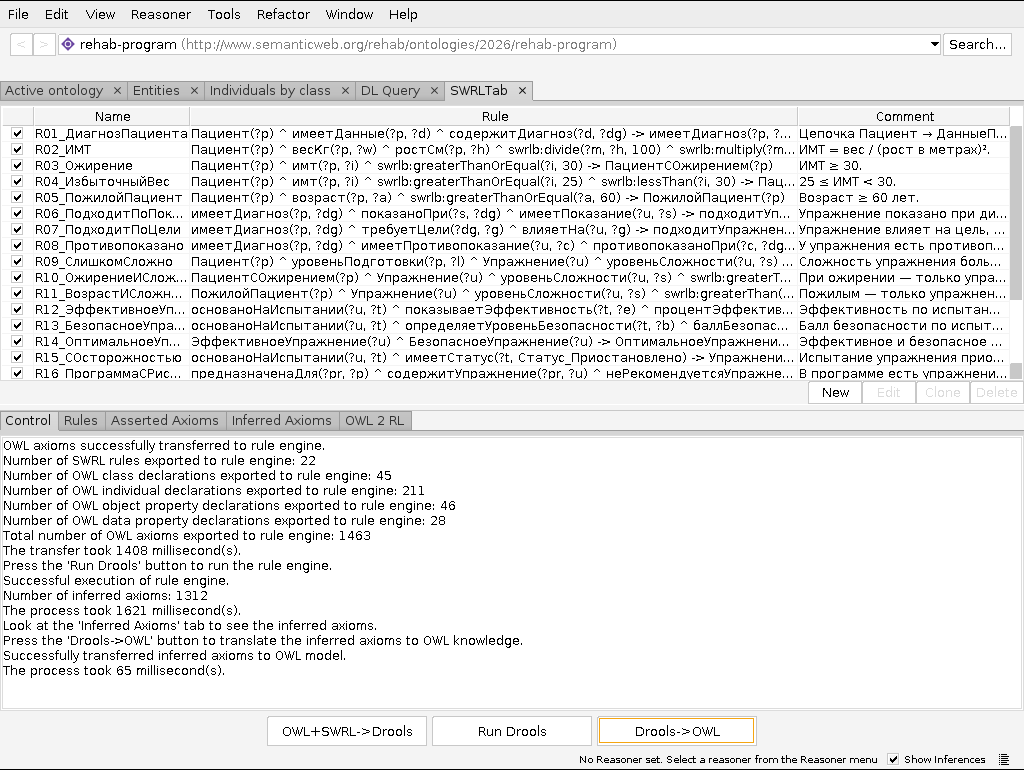 File Edit View Reasoner Tools Refactor Window Help
< > rehab-program (http://www.semanticweb.org/rehab/ontologies/2026/rehab-program) Search...
Active ontology × Entities × Individuals by class × DL Query × SWRLTab ×
Name Rule Comment
R01_ДиагнозПациента Пациент(?p) ^ имеетДанные(?p, ?d) ^ содержитДиагноз(?d, ?dg) -> имеетДиагноз(?p, ?... Цепочка Пациент → ДанныеП...
R02_ИМТ Пациент(?p) ^ весКг(?p, ?w) ^ ростСм(?p, ?h) ^ swrlb:divide(?m, ?h, 100) ^ swrlb:multiply(?m... ИМТ = вес / (рост в метрах)².
R03_Ожирение Пациент(?p) ^ имт(?p, ?i) ^ swrlb:greaterThanOrEqual(?i, 30) -> ПациентСОжирением(?p) ИМТ ≥ 30.
R04_ИзбыточныйВес Пациент(?p) ^ имт(?p, ?i) ^ swrlb:greaterThanOrEqual(?i, 25) ^ swrlb:lessThan(?i, 30) -> Пац... 25 ≤ ИМТ < 30.
R05_ПожилойПациент Пациент(?p) ^ возраст(?p, ?a) ^ swrlb:greaterThanOrEqual(?a, 60) -> ПожилойПациент(?p) Возраст ≥ 60 лет.
R06_ПодходитПоПок... имеетДиагноз(?p, ?dg) ^ показаноПри(?s, ?dg) ^ имеетПоказание(?u, ?s) -> подходитУп... Упражнение показано при ди...
R07_ПодходитПоЦели имеетДиагноз(?p, ?dg) ^ требуетЦели(?dg, ?g) ^ влияетНа(?u, ?g) -> подходитУпражнен... Упражнение влияет на цель, ...
R08_Противопоказано имеетДиагноз(?p, ?dg) ^ имеетПротивопоказание(?u, ?c) ^ противопоказаноПри(?c, ?dg... У упражнения есть противоп...
R09_СлишкомСложно Пациент(?p) ^ уровеньПодготовки(?p, ?l) ^ Упражнение(?u) ^ уровеньСложности(?u, ?s) ... Сложность упражнения боль...
R10_ОжирениеИСлож... ПациентСОжирением(?p) ^ Упражнение(?u) ^ уровеньСложности(?u, ?s) ^ swrlb:greaterT... При ожирении — только упра...
R11_ВозрастИСложн... ПожилойПациент(?p) ^ Упражнение(?u) ^ уровеньСложности(?u, ?s) ^ swrlb:greaterThan(... Пожилым — только упражнен...
R12_ЭффективноеУп... основаноНаИспытании(?u, ?t) ^ показываетЭффективность(?t, ?e) ^ процентЭффектив... Эффективность по испытан...
R13_БезопасноеУпра... основаноНаИспытании(?u, ?t) ^ определяетУровеньБезопасности(?t, ?b) ^ баллБезопас... Балл безопасности по испыт...
R14_ОптимальноеУп... ЭффективноеУпражнение(?u) ^ БезопасноеУпражнение(?u) -> ОптимальноеУпражнени... Эффективное и безопасное ...
R15_СОсторожностью основаноНаИспытании(?u, ?t) ^ имеетСтатус(?t, Статус_Приостановлено) -> Упражнени... Испытание упражнения прио...
R16_ПрограммаСРис... предназначенаДля(?pr, ?p) ^ содержитУпражнение(?pr, ?u) ^ неРекомендуетсяУпражне... В программе есть упражнени...
New Edit Clone Delete
Control Rules Asserted Axioms Inferred Axioms OWL 2 RL
OWL axioms successfully transferred to rule engine.
Number of SWRL rules exported to rule engine: 22
Number of OWL class declarations exported to rule engine: 45
Number of OWL individual declarations exported to rule engine: 211
Number of OWL object property declarations exported to rule engine: 46
Number of OWL data property declarations exported to rule engine: 28
Total number of OWL axioms exported to rule engine: 1463
The transfer took 1408 millisecond(s).
Press the 'Run Drools' button to run the rule engine.
Successful execution of rule engine.
Number of inferred axioms: 1312
The process took 1621 millisecond(s).
Look at the 'Inferred Axioms' tab to see the inferred axioms.
Press the 'Drools->OWL' button to translate the inferred axioms to OWL knowledge.
Successfully transferred inferred axioms to OWL model.
The process took 65 millisecond(s).
OWL+SWRL->Drools Run Drools Drools->OWL
No Reasoner set. Select a reasoner from the Reasoner menu Show Inferences